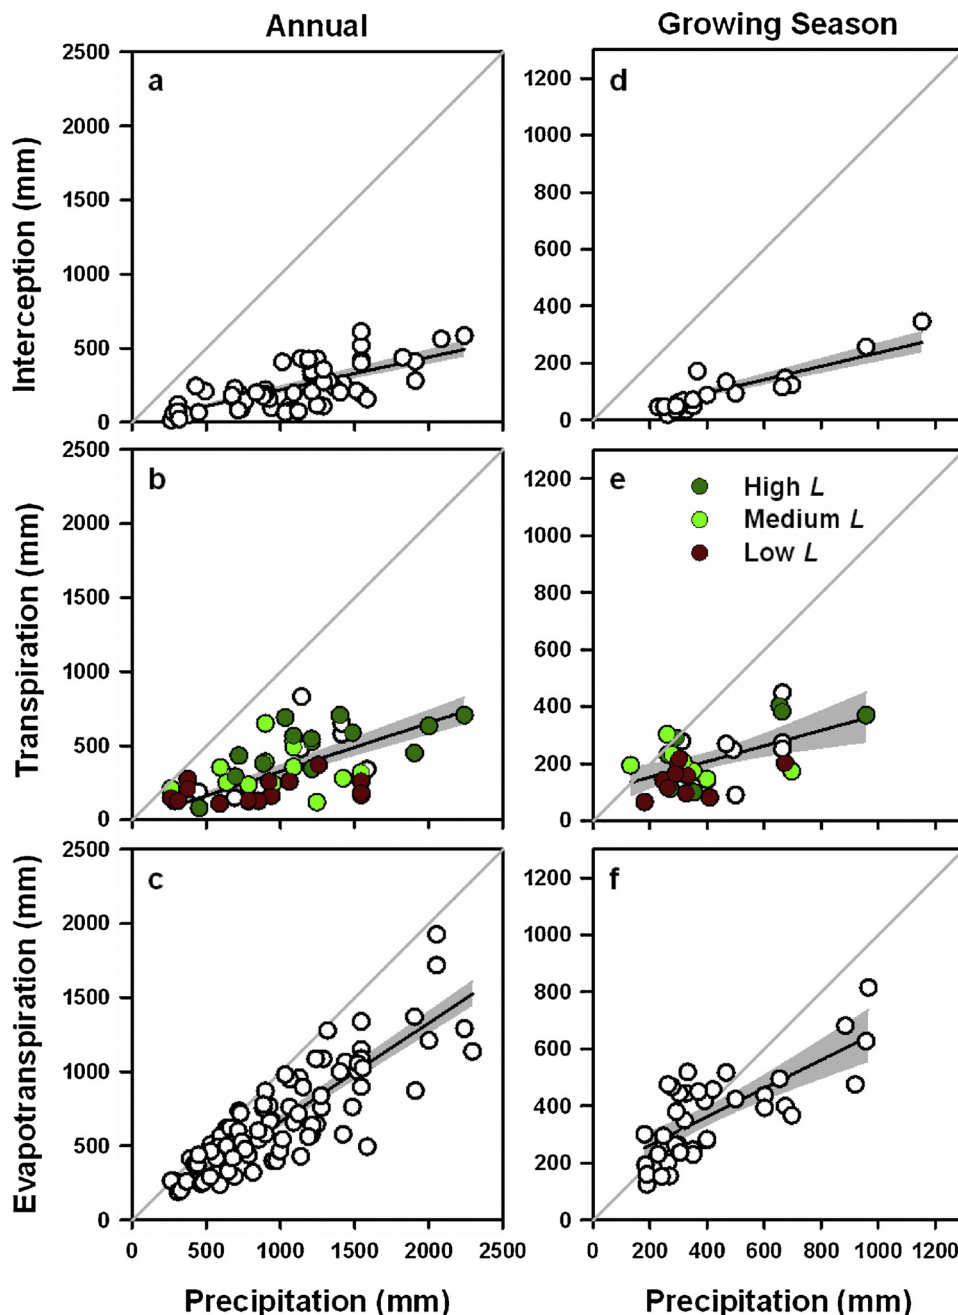 Annual
Growing Season
Interception (mm)
2500
2000
1500
1000
500
0
a
1200
1000
800
600
400
200
0
d
Transpiration (mm)
2500
2000
1500
1000
500
0
b
1200
1000
800
600
400
200
0
e
High L
Medium L
Low L
Evapotranspiration (mm)
2500
2000
1500
1000
500
0
c
1200
1000
800
600
400
200
0
f
0 500 1000 1500 2000 2500
0 200 400 600 800 1000 1200
Precipitation (mm)
Precipitation (mm)